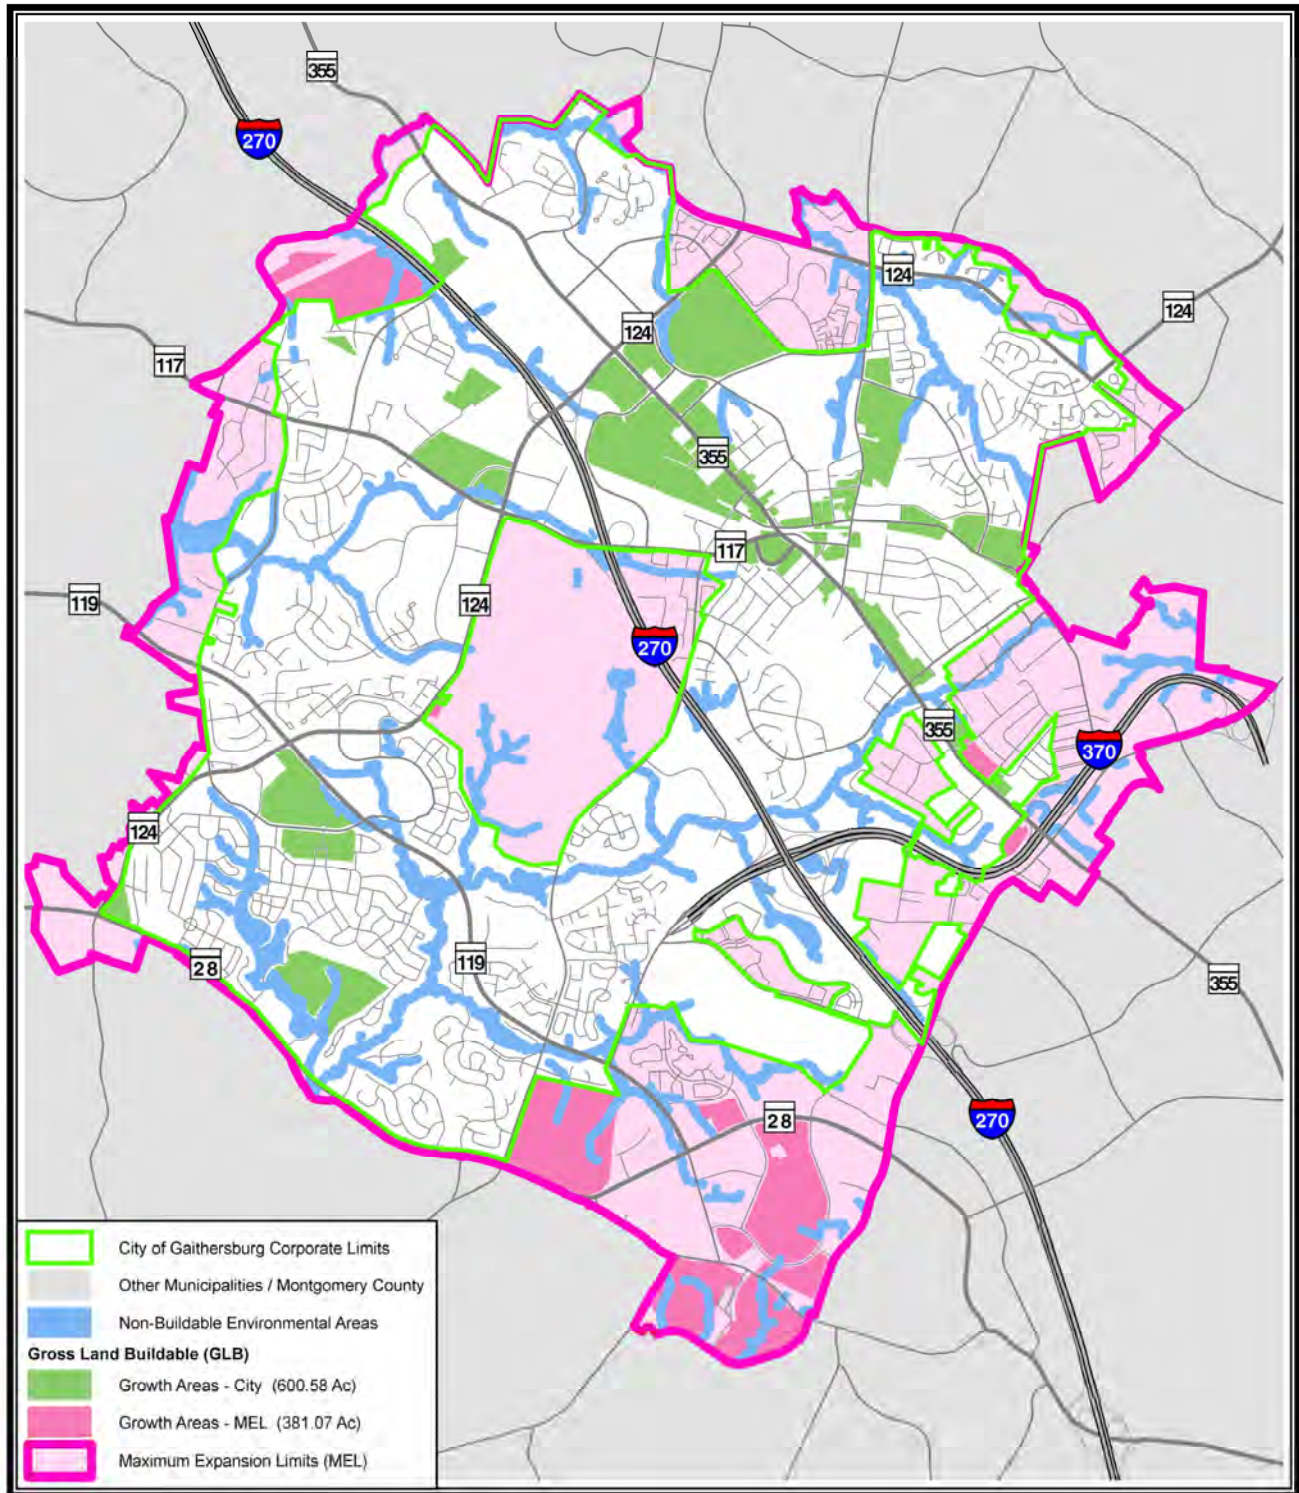 355
270
124
124
124
117
355
117
119
124
270
355
370
124
28
119
355
28
270
City of Gaithersburg Corporate Limits
Other Municipalities / Montgomery County
Non-Buildable Environmental Areas
Gross Land Buildable (GLB)
Growth Areas - City (600.58 Ac)
Growth Areas - MEL (381.07 Ac)
Maximum Expansion Limits (MEL)